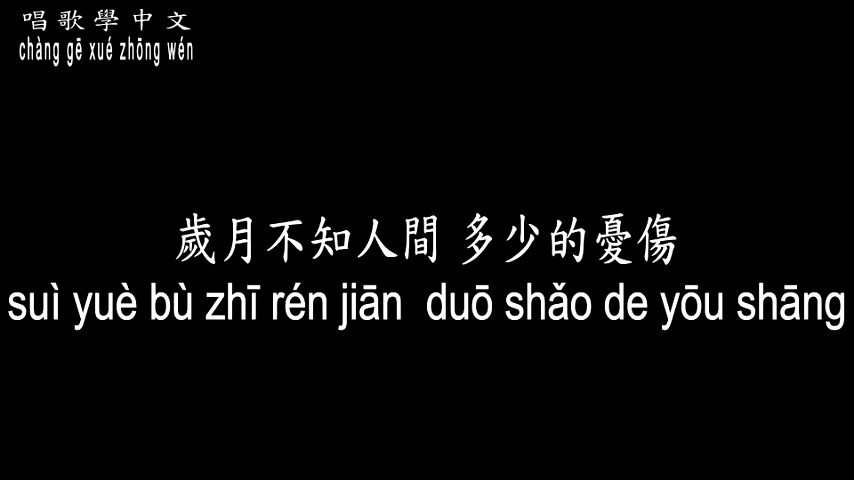 唱歌學中文
chàng gē xué zhōng wén
歲月不知人間 多少的憂傷
suì yuè bù zhī rén jiān duō shǎo de yōu shāng